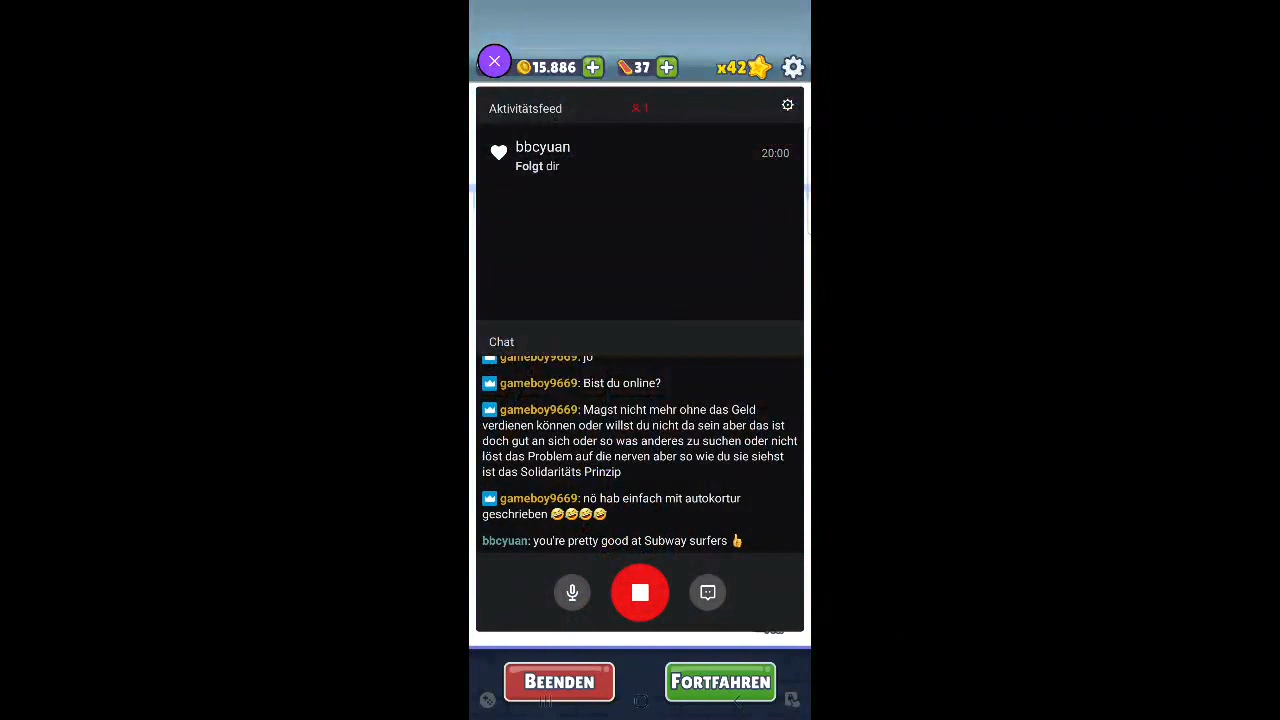 15.886
37
x42
Aktivitätsfeed
1
bbcyuan
Folgt dir
20:00
Chat
gameboy9669: jo
gameboy9669: Bist du online?
gameboy9669: Magst nicht mehr ohne das Geld
verdienen können oder willst du nicht da sein aber das ist
doch gut an sich oder so was anderes zu suchen oder nicht
löst das Problem auf die nerven aber so wie du sie siehst
ist das Solidaritäts Prinzip
gameboy9669: nö hab einfach mit autokortur
geschrieben 🤣🤣🤣🤣
bbcyuan: you're pretty good at Subway surfers 👍
BEENDEN
FORTFAHREN